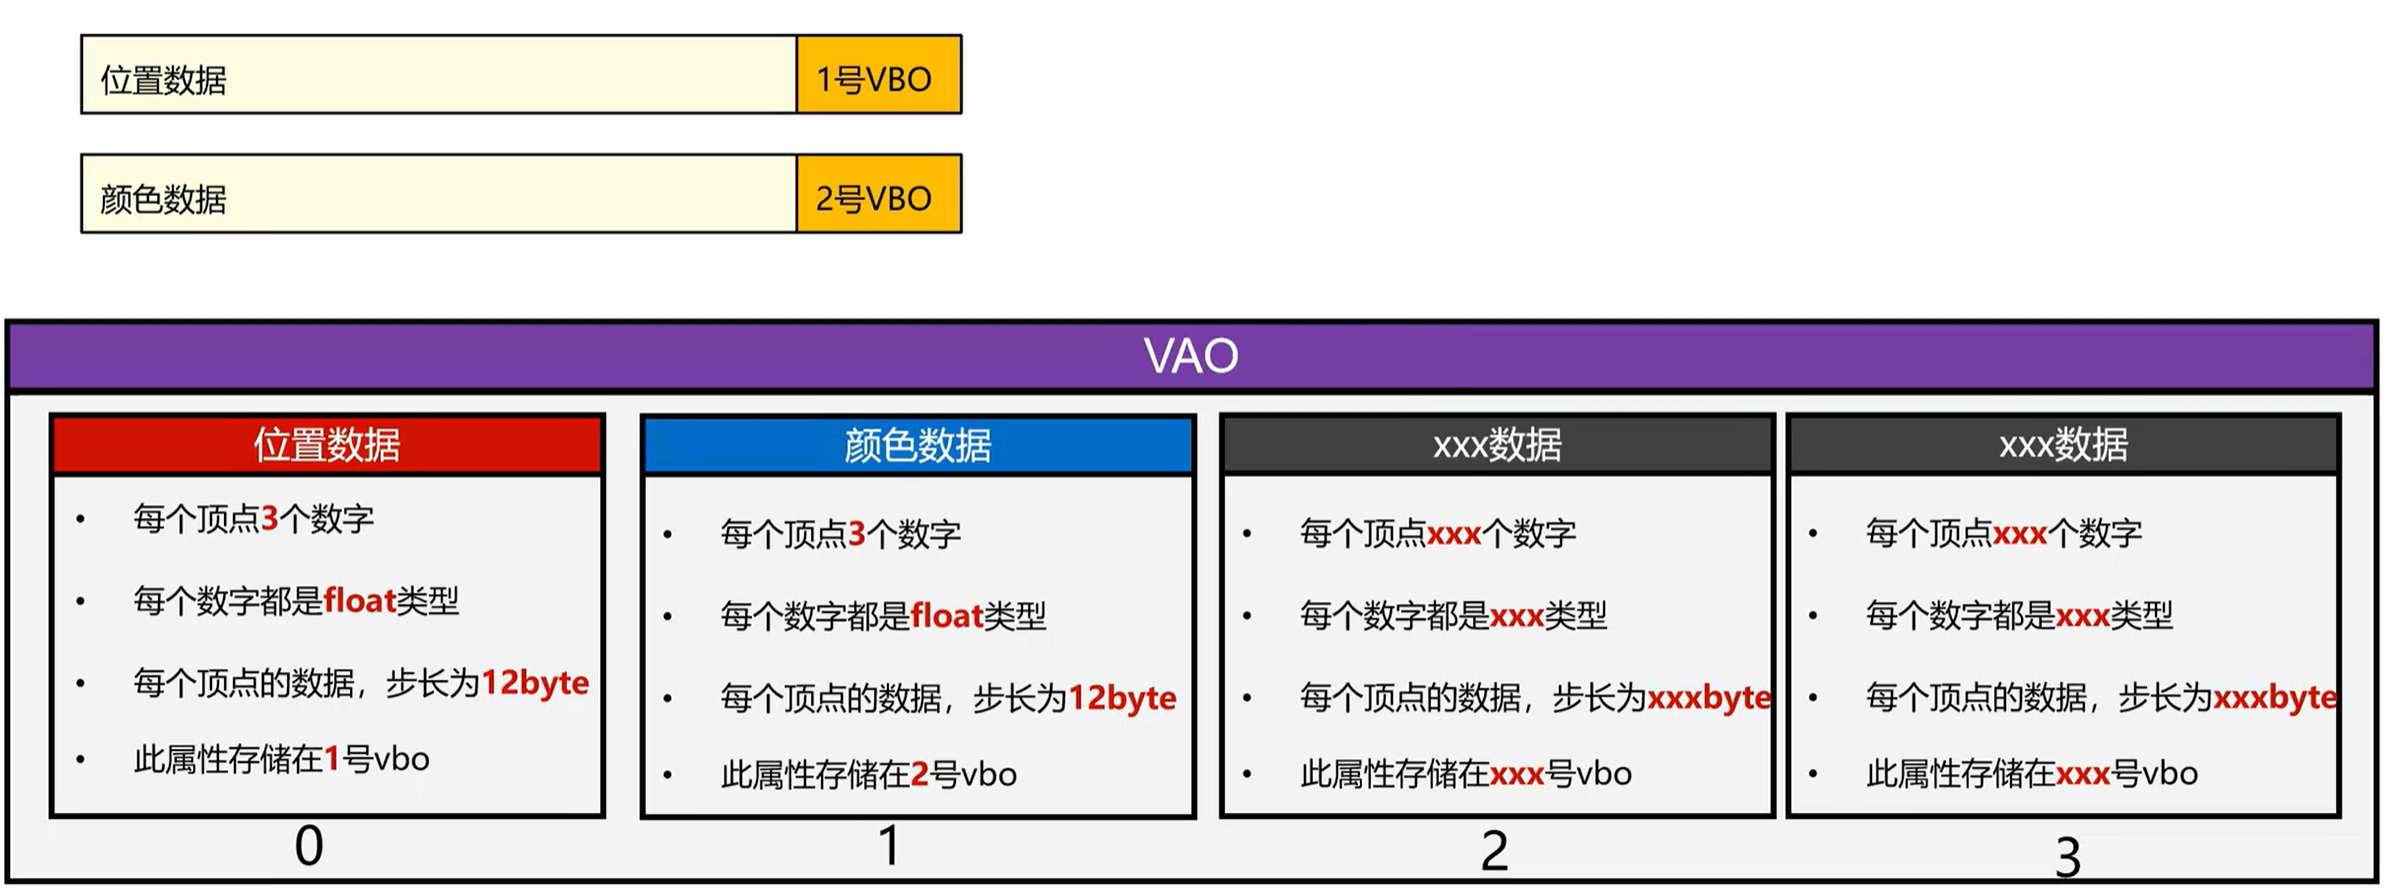 位置数据
1号VBO
颜色数据
2号VBO
VAO
位置数据
• 每个顶点3个数字
• 每个数字都是float类型
• 每个顶点的数据，步长为12byte
• 此属性存储在1号vbo
0
颜色数据
• 每个顶点3个数字
• 每个数字都是float类型
• 每个顶点的数据，步长为12byte
• 此属性存储在2号vbo
1
xxx数据
• 每个顶点xxx个数字
• 每个数字都是xxx类型
• 每个顶点的数据，步长为xxxbyte
• 此属性存储在xxx号vbo
2
xxx数据
• 每个顶点xxx个数字
• 每个数字都是xxx类型
• 每个顶点的数据，步长为xxxbyte
• 此属性存储在xxx号vbo
3